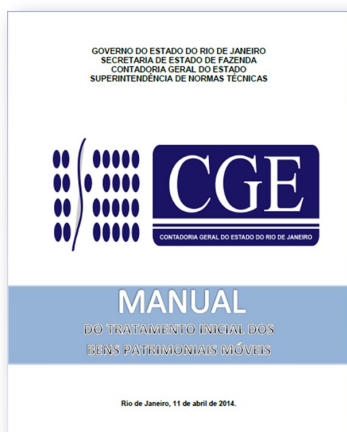 GOVERNO DO ESTADO DO RIO DE JANEIRO
SECRETARIA DE ESTADO DE FAZENDA
CONTADORIA GERAL DO ESTADO
SUPERINTENDÊNCIA DE NORMAS TÉCNICAS
CGE
CONTADORIA GERAL DO ESTADO DO RIO DE JANEIRO
MANUAL
DO TRATAMENTO INICIAL DOS
BENS PATRIMONIAIS MÓVEIS
Rio de Janeiro, 11 de abril de 2014.